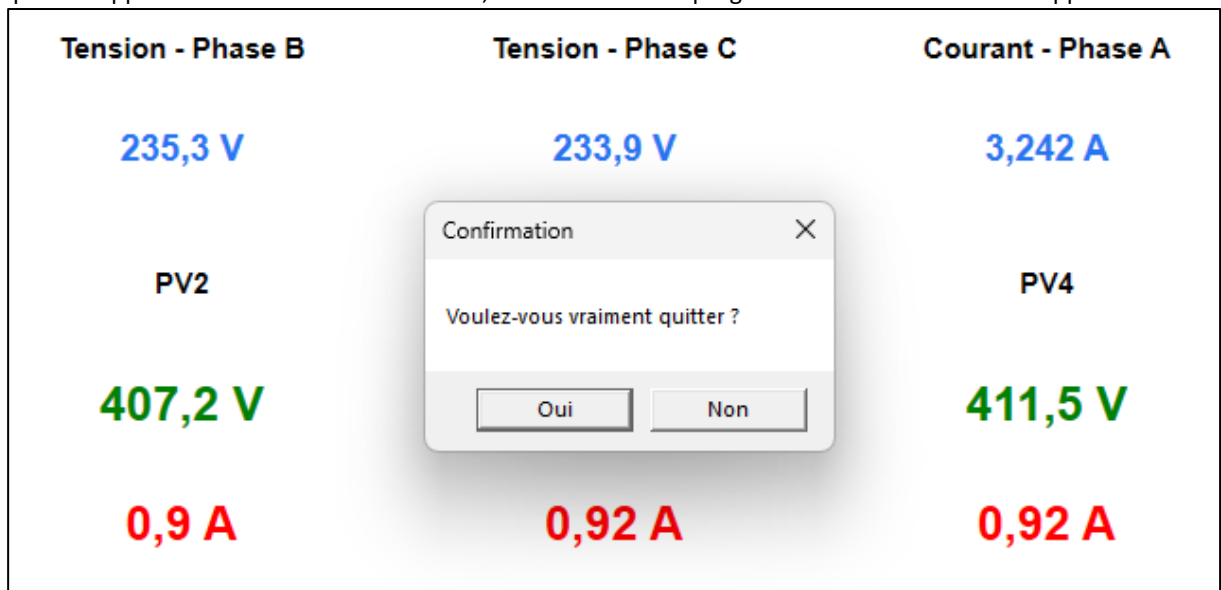 Tension - Phase B Tension - Phase C Courant - Phase A
235,3 V 233,9 V 3,242 A
Confirmation
PV2 PV4
Voulez-vous vraiment quitter ?
407,2 V 411,5 V
Oui Non
0,9 A 0,92 A 0,92 A